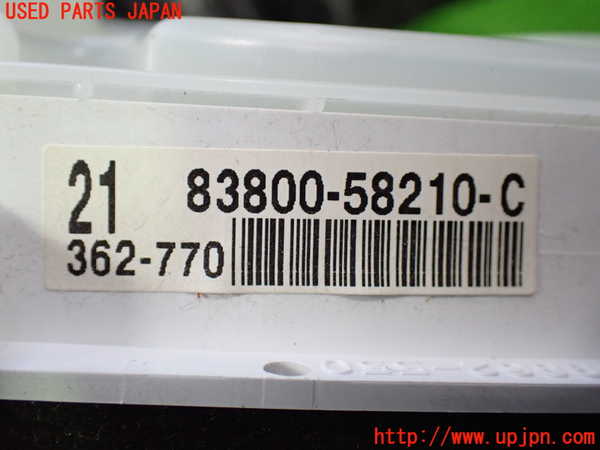 USED PARTS JAPAN
21 83800-58210-C
362-770
http://www.upjpn.com/